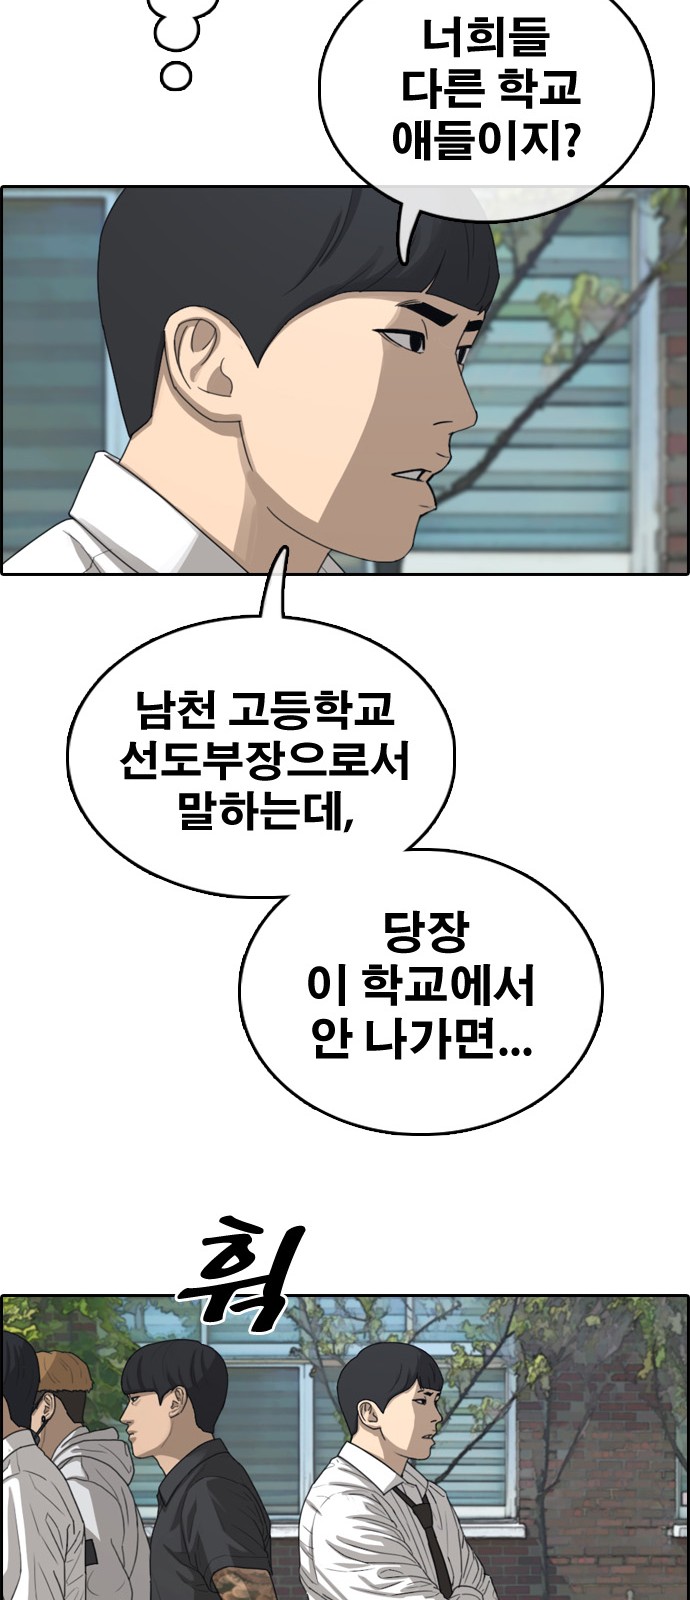 너희들
다른 학교
애들이지?
남천 고등학교
선도부장으로서
말하는데,
당장
이 학교에서
안 나가면...
휙